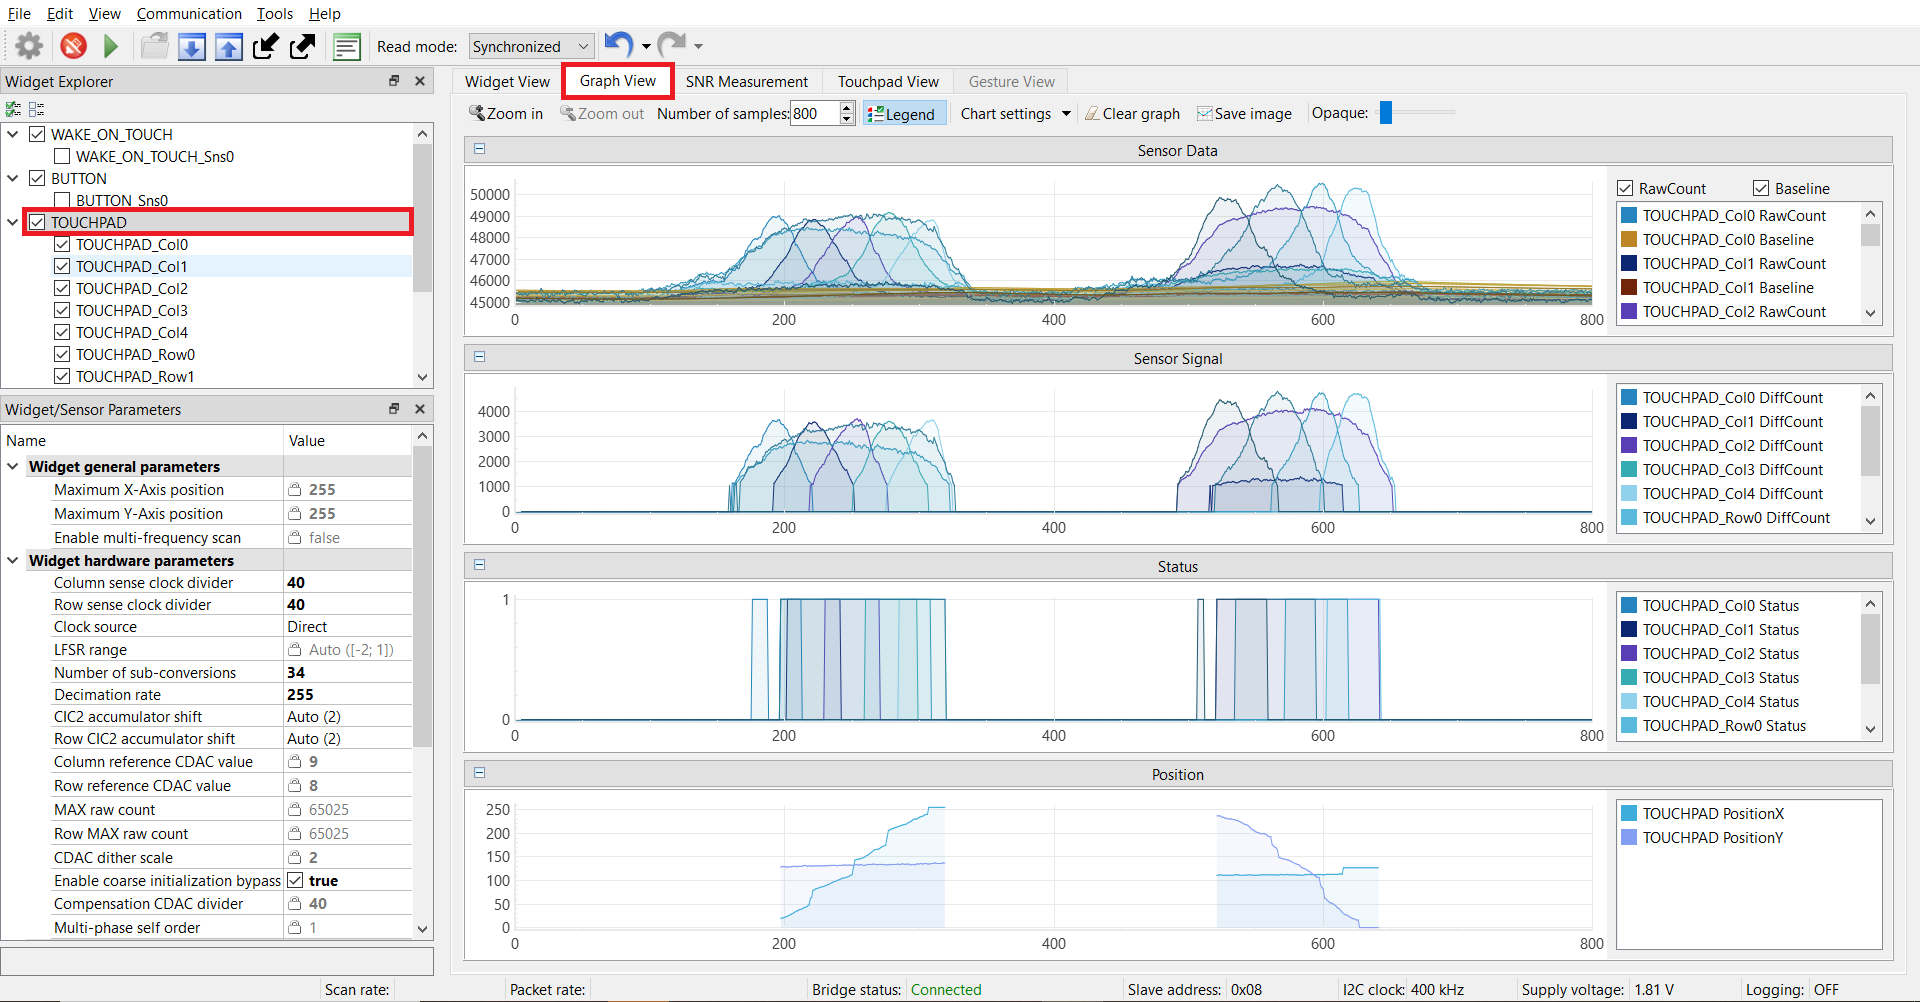 File Edit View Communication Tools Help
Read mode: Synchronized
Widget Explorer
WAKE_ON_TOUCH
WAKE_ON_TOUCH_Sns0
BUTTON
BUTTON_Sns0
TOUCHPAD
TOUCHPAD_Col0
TOUCHPAD_Col1
TOUCHPAD_Col2
TOUCHPAD_Col3
TOUCHPAD_Col4
TOUCHPAD_Row0
TOUCHPAD_Row1
Widget/Sensor Parameters
Name Value
Widget general parameters
Maximum X-Axis position 255
Maximum Y-Axis position 255
Enable multi-frequency scan false
Widget hardware parameters
Column sense clock divider 40
Row sense clock divider 40
Clock source Direct
LFSR range Auto ([-2; 1])
Number of sub-conversions 34
Decimation rate 255
CIC2 accumulator shift Auto (2)
Row CIC2 accumulator shift Auto (2)
Column reference CDAC value 9
Row reference CDAC value 8
MAX raw count 65025
Row MAX raw count 65025
CDAC dither scale 2
Enable coarse initialization bypass true
Compensation CDAC divider 40
Multi-phase self order 1
Widget View Graph View SNR Measurement Touchpad View Gesture View
Zoom in Zoom out Number of samples: 800 Legend Chart settings Clear graph Save image Opaque:
Sensor Data
50000
49000
48000
47000
46000
45000
0 200 400 600 800
RawCount Baseline
TOUCHPAD_Col0 RawCount
TOUCHPAD_Col0 Baseline
TOUCHPAD_Col1 RawCount
TOUCHPAD_Col1 Baseline
TOUCHPAD_Col2 RawCount
Sensor Signal
4000
3000
2000
1000
0
0 200 400 600 800
TOUCHPAD_Col0 DiffCount
TOUCHPAD_Col1 DiffCount
TOUCHPAD_Col2 DiffCount
TOUCHPAD_Col3 DiffCount
TOUCHPAD_Col4 DiffCount
TOUCHPAD_Row0 DiffCount
Status
1
0
0 200 400 600 800
TOUCHPAD_Col0 Status
TOUCHPAD_Col1 Status
TOUCHPAD_Col2 Status
TOUCHPAD_Col3 Status
TOUCHPAD_Col4 Status
TOUCHPAD_Row0 Status
Position
250
200
150
100
50
0
0 200 400 600 800
TOUCHPAD PositionX
TOUCHPAD PositionY
Scan rate: Packet rate: Bridge status: Connected Slave address: 0x08 I2C clock: 400 kHz Supply voltage: 1.81 V Logging: OFF